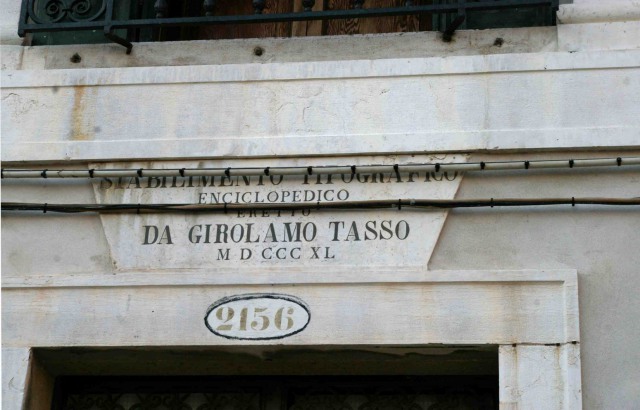 STABILIMENTO TIPOGRAFICO
ENCICLOPEDICO
ERETTO
DA GIROLAMO TASSO
M D CCC XL
2156